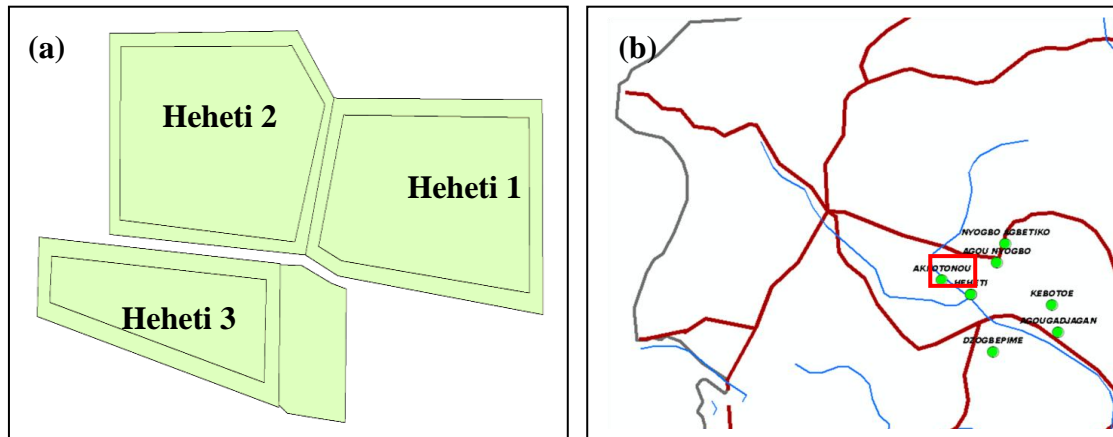 (a)
Heheti 2
Heheti 1
Heheti 3
(b)
NYOGBO AGBETIKO
AGOU NYOGBO
HEHETI
KEBOTOE
AGOUGADJAGAN
DZOGBEPIME